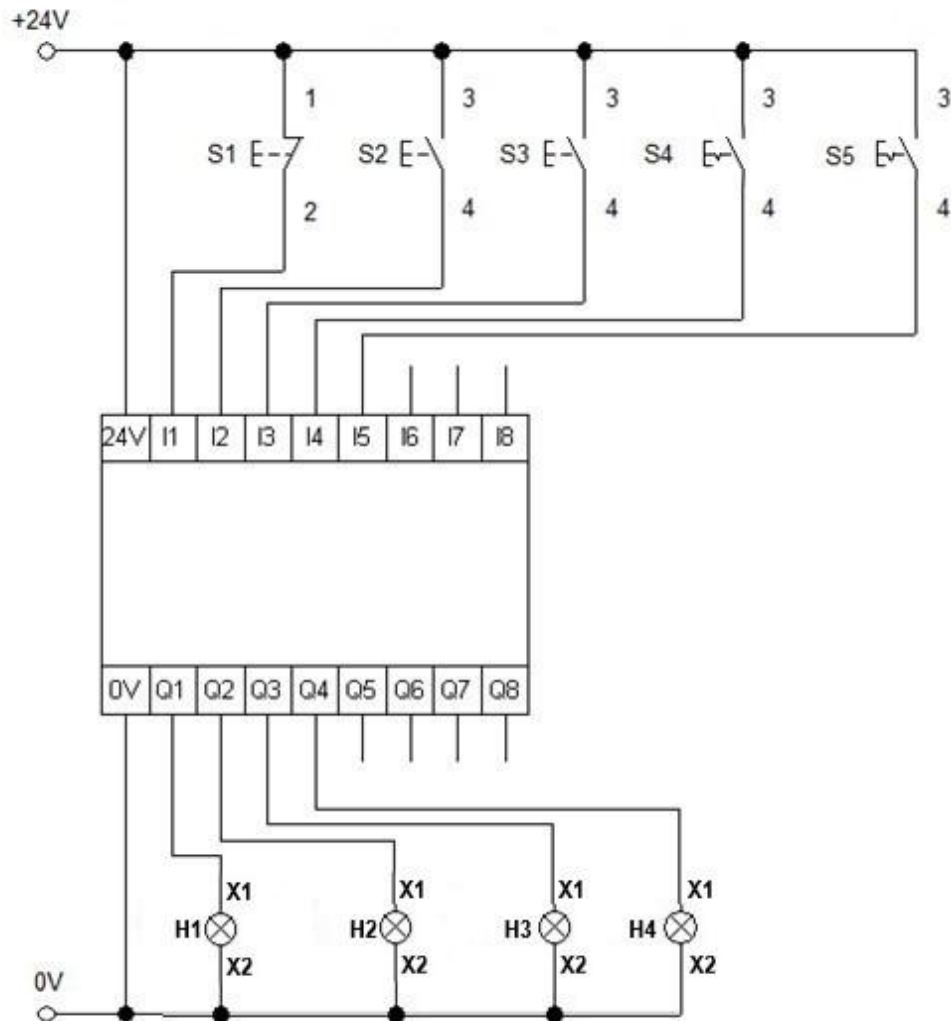 +24V
1 3 3 3 3
S1 S2 S3 S4 S5
2 4 4 4 4
24V I1 I2 I3 I4 I5 I6 I7 I8
0V Q1 Q2 Q3 Q4 Q5 Q6 Q7 Q8
X1 X1 X1 X1
H1 H2 H3 H4
X2 X2 X2 X2
0V